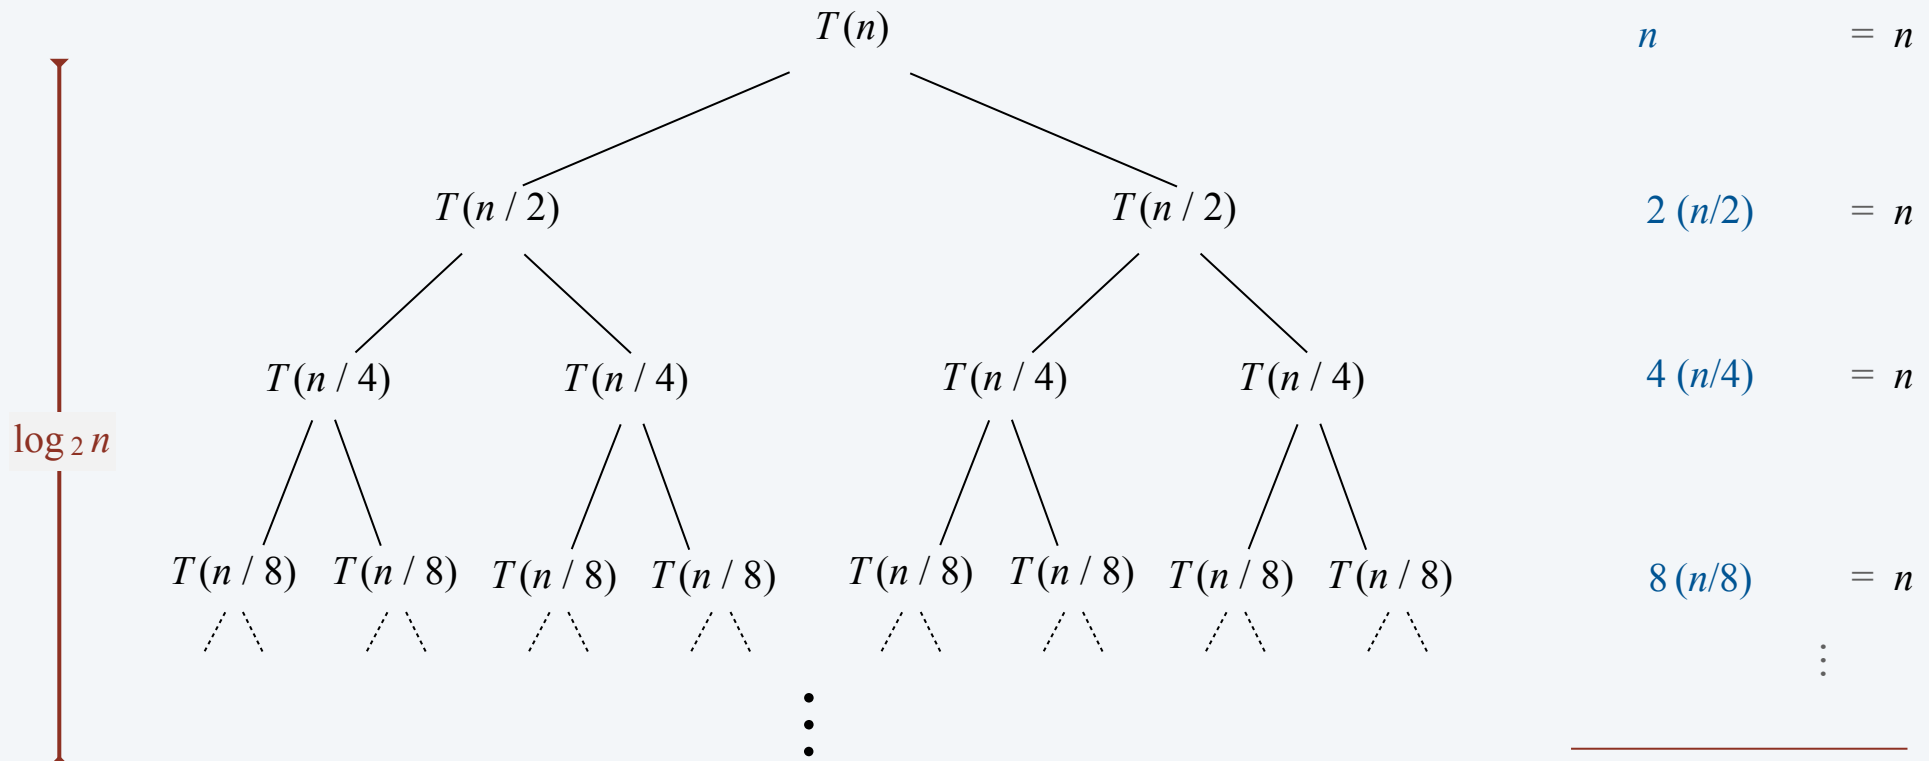 T(n) n = n
T(n / 2) T(n / 2) 2 (n/2) = n
T(n / 4) T(n / 4) T(n / 4) T(n / 4) 4 (n/4) = n
log 2 n
T(n / 8) T(n / 8) T(n / 8) T(n / 8) T(n / 8) T(n / 8) T(n / 8) T(n / 8) 8 (n/8) = n
⋮
⋮